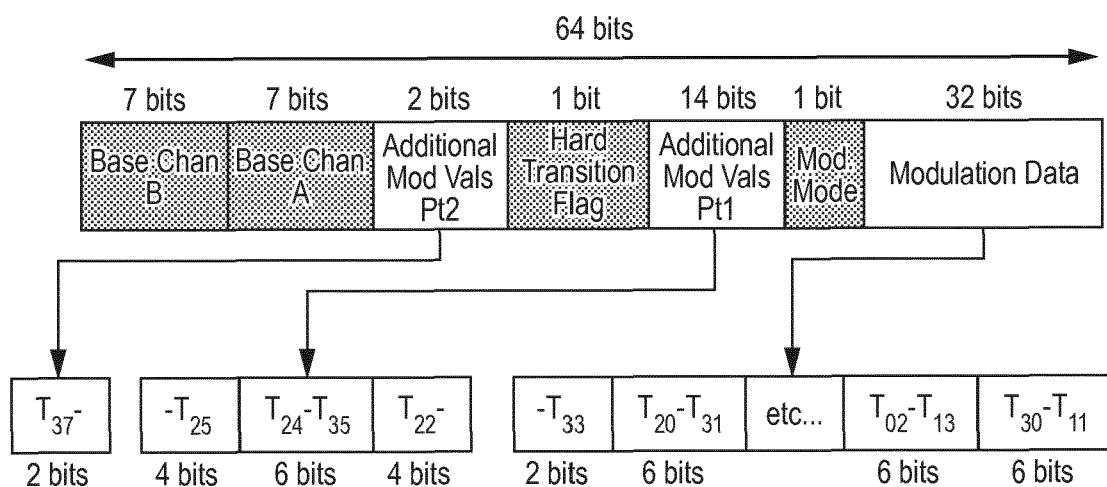 64 bits
7 bits 7 bits 2 bits 1 bit 14 bits 1 bit 32 bits
Base Chan B
Base Chan A
Additional Mod Vals Pt2
Hard Transition Flag
Additional Mod Vals Pt1
Mod Mode
Modulation Data
T37- -T25 T24-T35 T22- -T33 T20-T31 etc... T02-T13 T30-T11
2 bits 4 bits 6 bits 4 bits 2 bits 6 bits 6 bits 6 bits